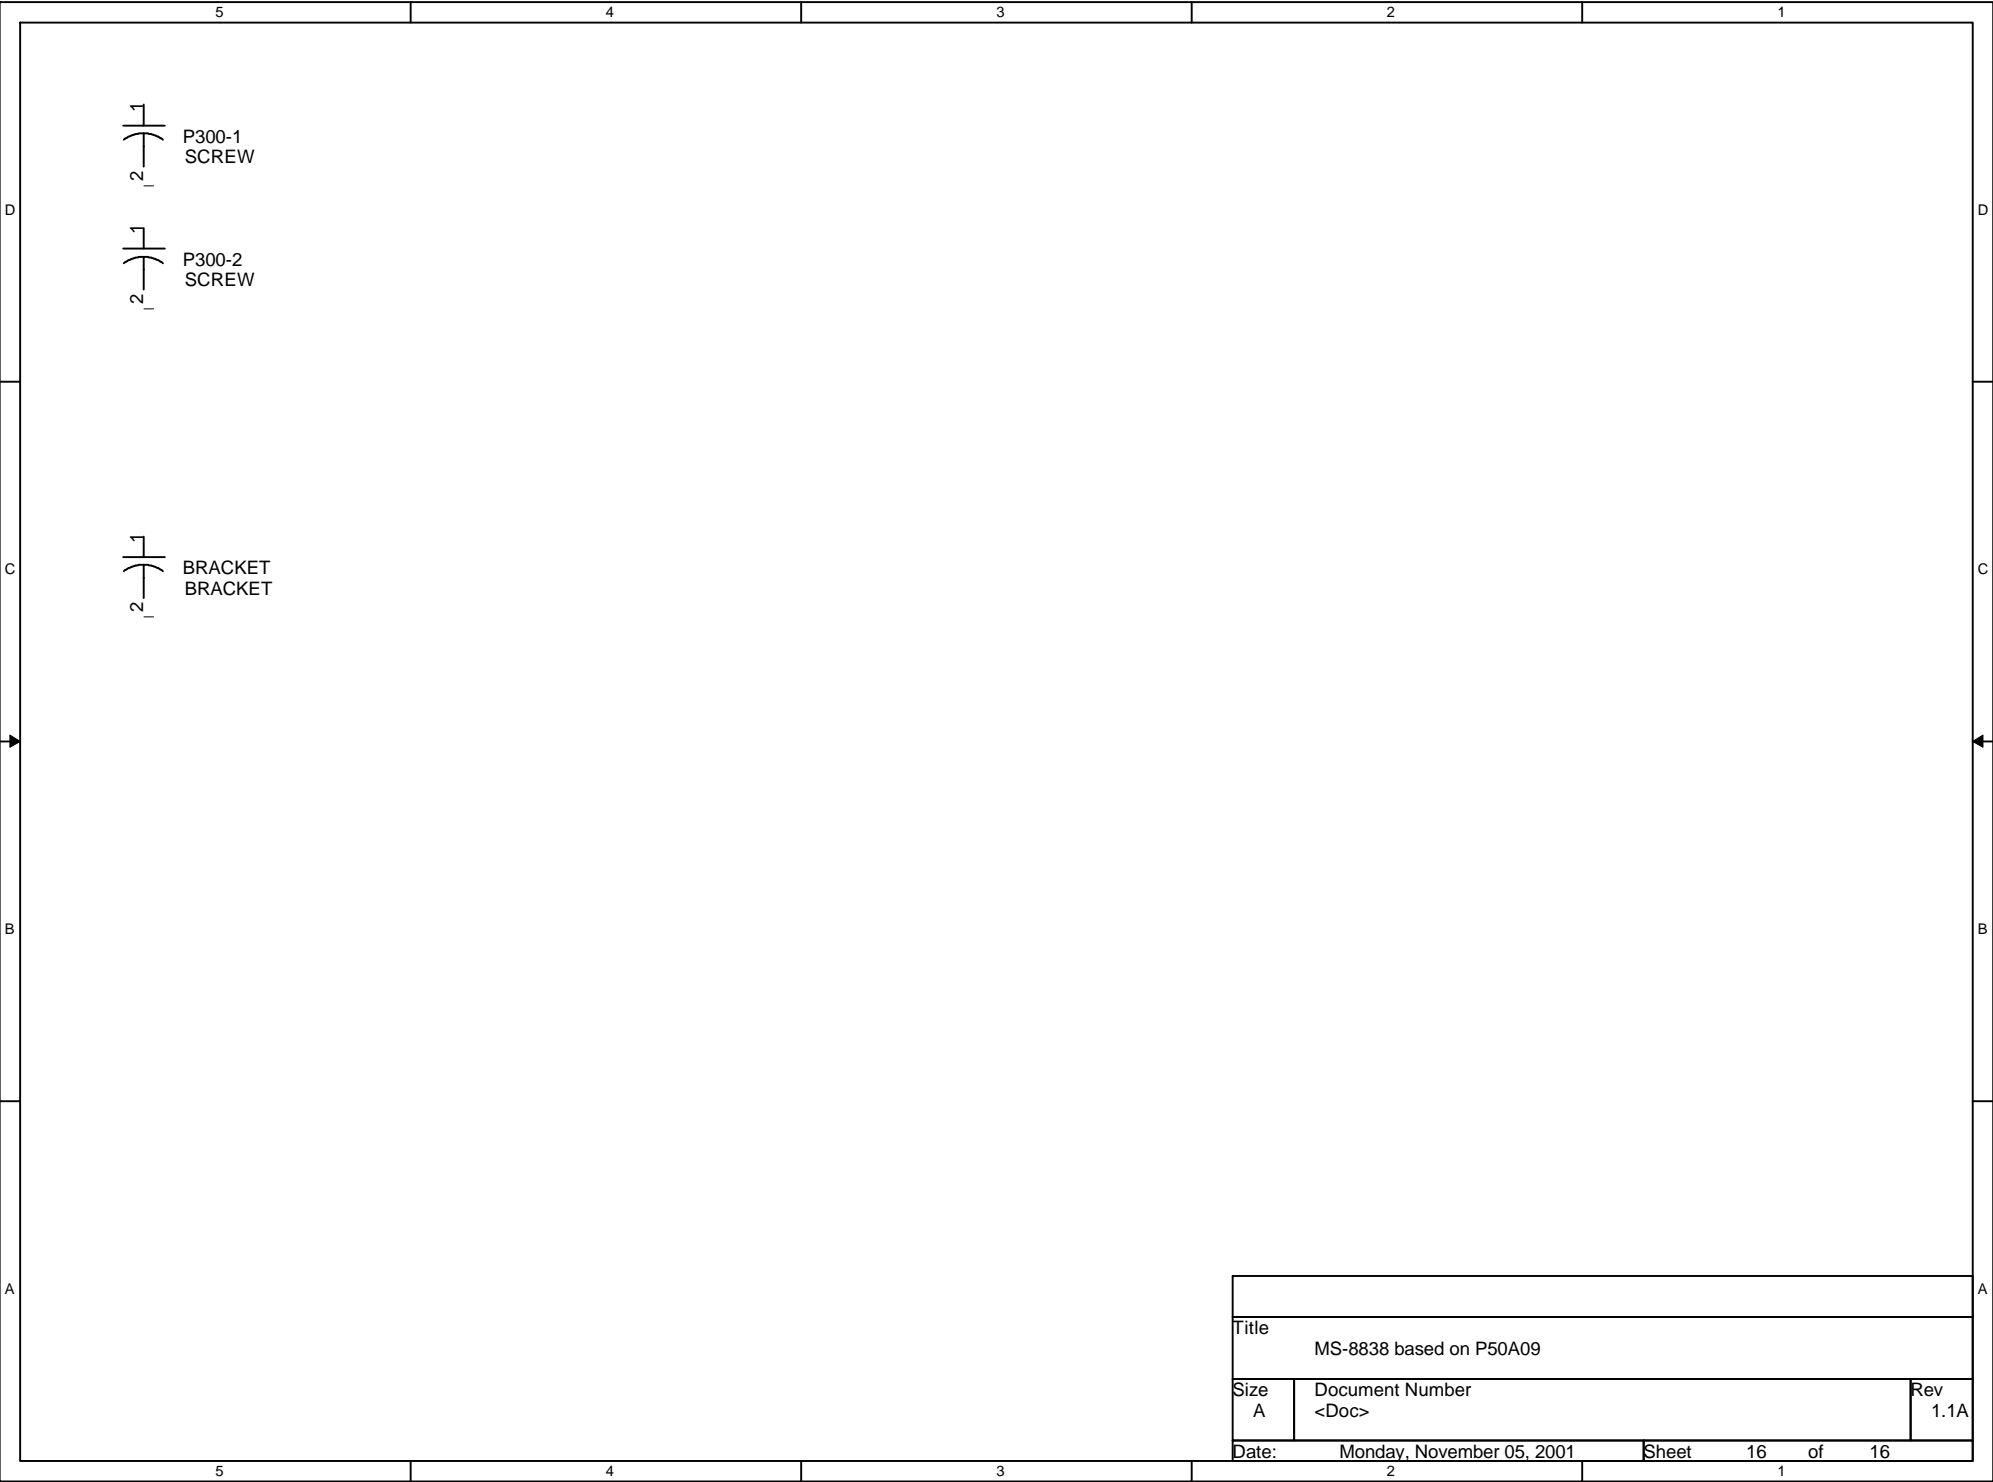 5 4 3 2 1
1
P300-1
SCREW
2
D D
1
P300-2
SCREW
2
1
BRACKET
BRACKET
2
C C
B B
A A
Title
MS-8838 based on P50A09
Size Document Number Rev
A <Doc> 1.1A
Date: Monday, November 05, 2001 Sheet 16 of 16
5 4 3 2 1